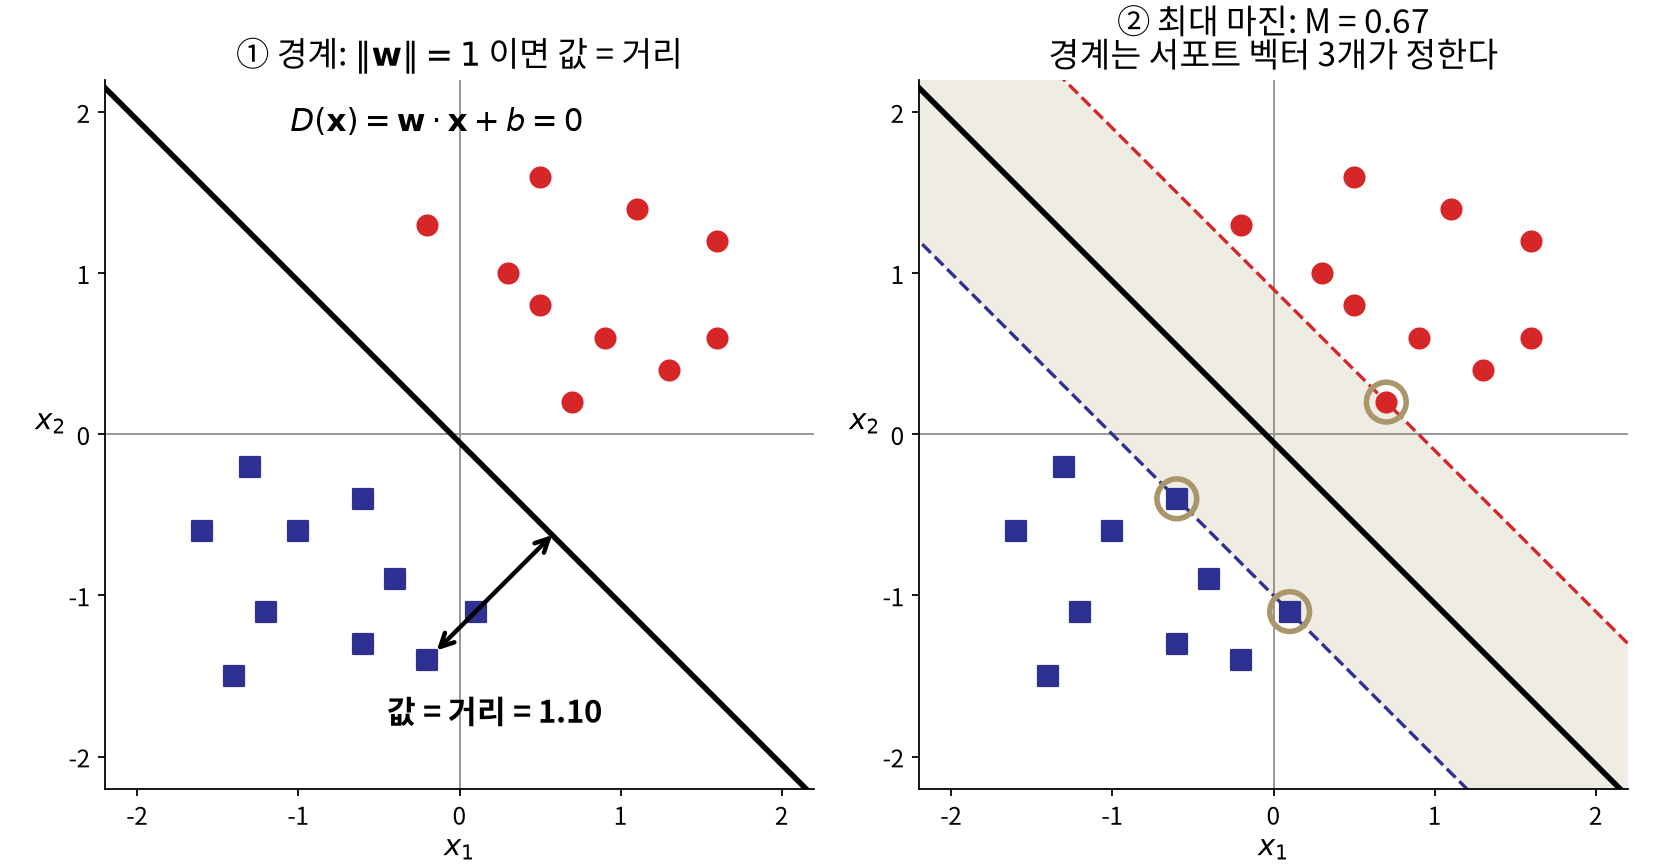 ① 경계: ‖w‖ = 1 이면 값 = 거리
D(x) = w · x + b = 0
2
1
0
-1
-2
x₂
값 = 거리 = 1.10
-2
-1
0
1
2
x₁
② 최대 마진: M = 0.67
경계는 서포트 벡터 3개가 정한다
2
1
0
-1
-2
x₂
-2
-1
0
1
2
x₁